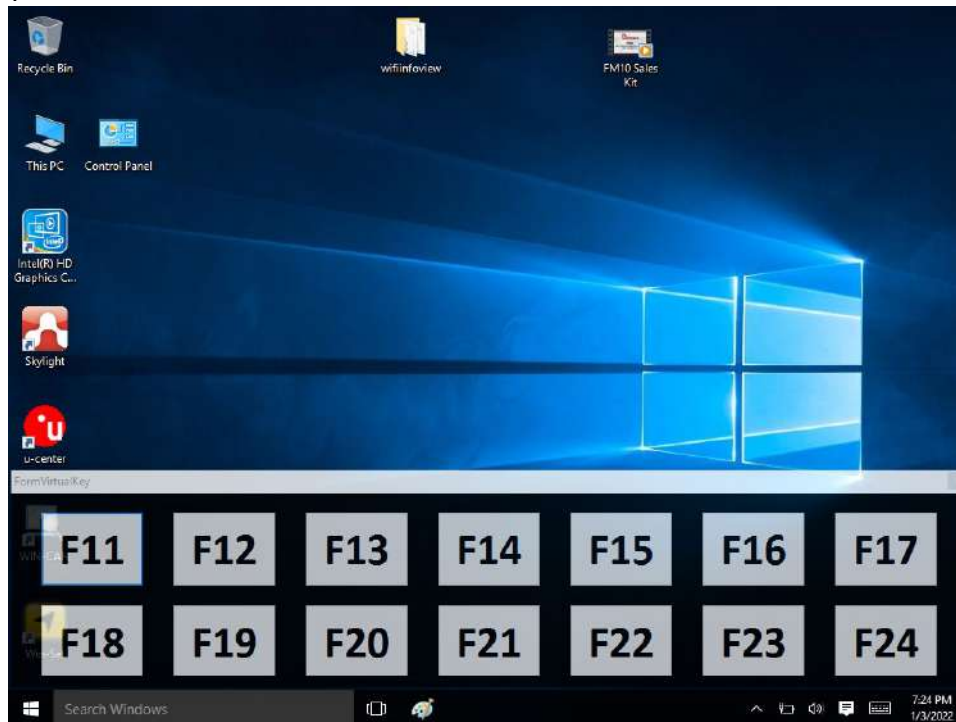 Recycle Bin
wifiinfoview
FM10 Sales
Kit
This PC
Control Panel
Intel(R) HD
Graphics C...
Skylight
u-center
FormVirtualKey
F11
F12
F13
F14
F15
F16
F17
F18
F19
F20
F21
F22
F23
F24
Search Windows
7:24 PM
1/3/2022